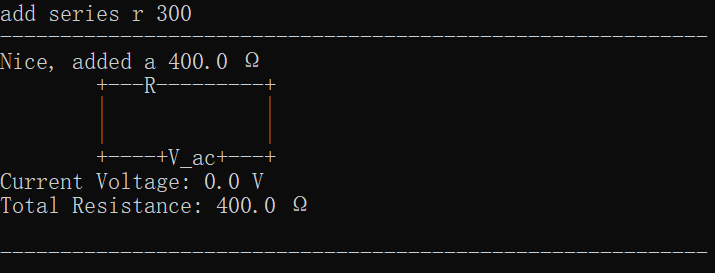 add series r 300
-----------------------------------------------------------
Nice, added a 400.0 Ω
        +---R---------+
        |             |
        |             |
        +----+V_ac+---+
Current Voltage: 0.0 V
Total Resistance: 400.0 Ω
-----------------------------------------------------------